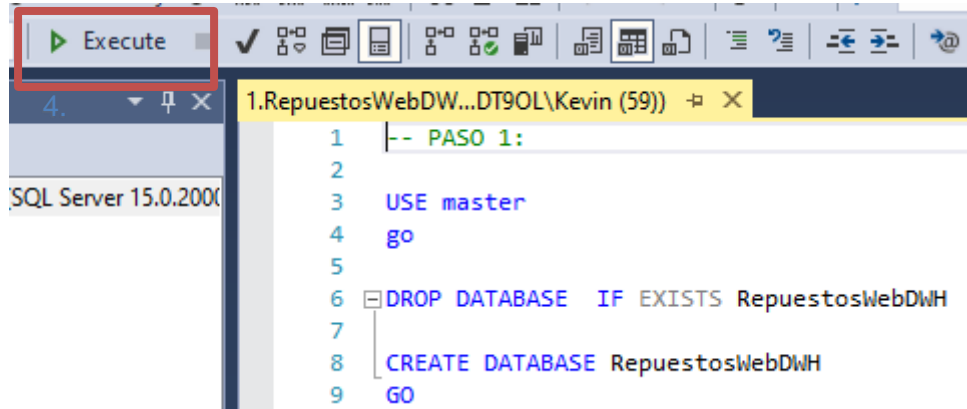 Execute
4.
1.RepuestosWebDW...DT9OL\Kevin (59))
SQL Server 15.0.2000
1 -- PASO 1:
2
3 USE master
4 go
5
6 DROP DATABASE  IF EXISTS RepuestosWebDWH
7
8 CREATE DATABASE RepuestosWebDWH
9 GO